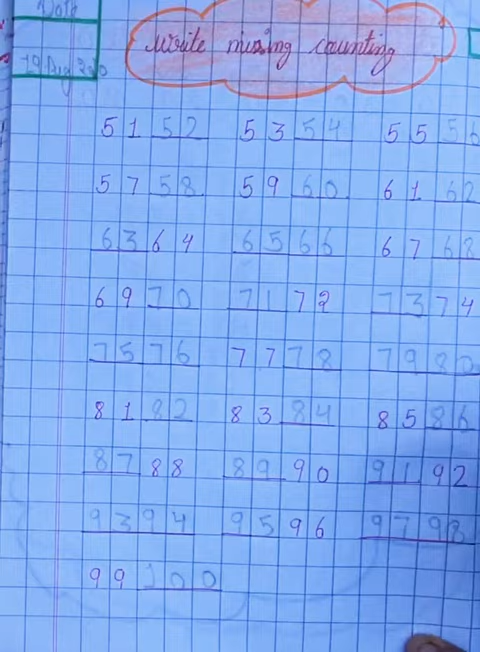 Date
19 Aug
Write missing counting
51 52 53 54 55 56
57 58 59 60 61 62
63 64 65 66 67 68
69 70 71 72 73 74
75 76 77 78 79 80
81 82 83 84 85 86
87 88 89 90 91 92
93 94 95 96 97 98
99 100